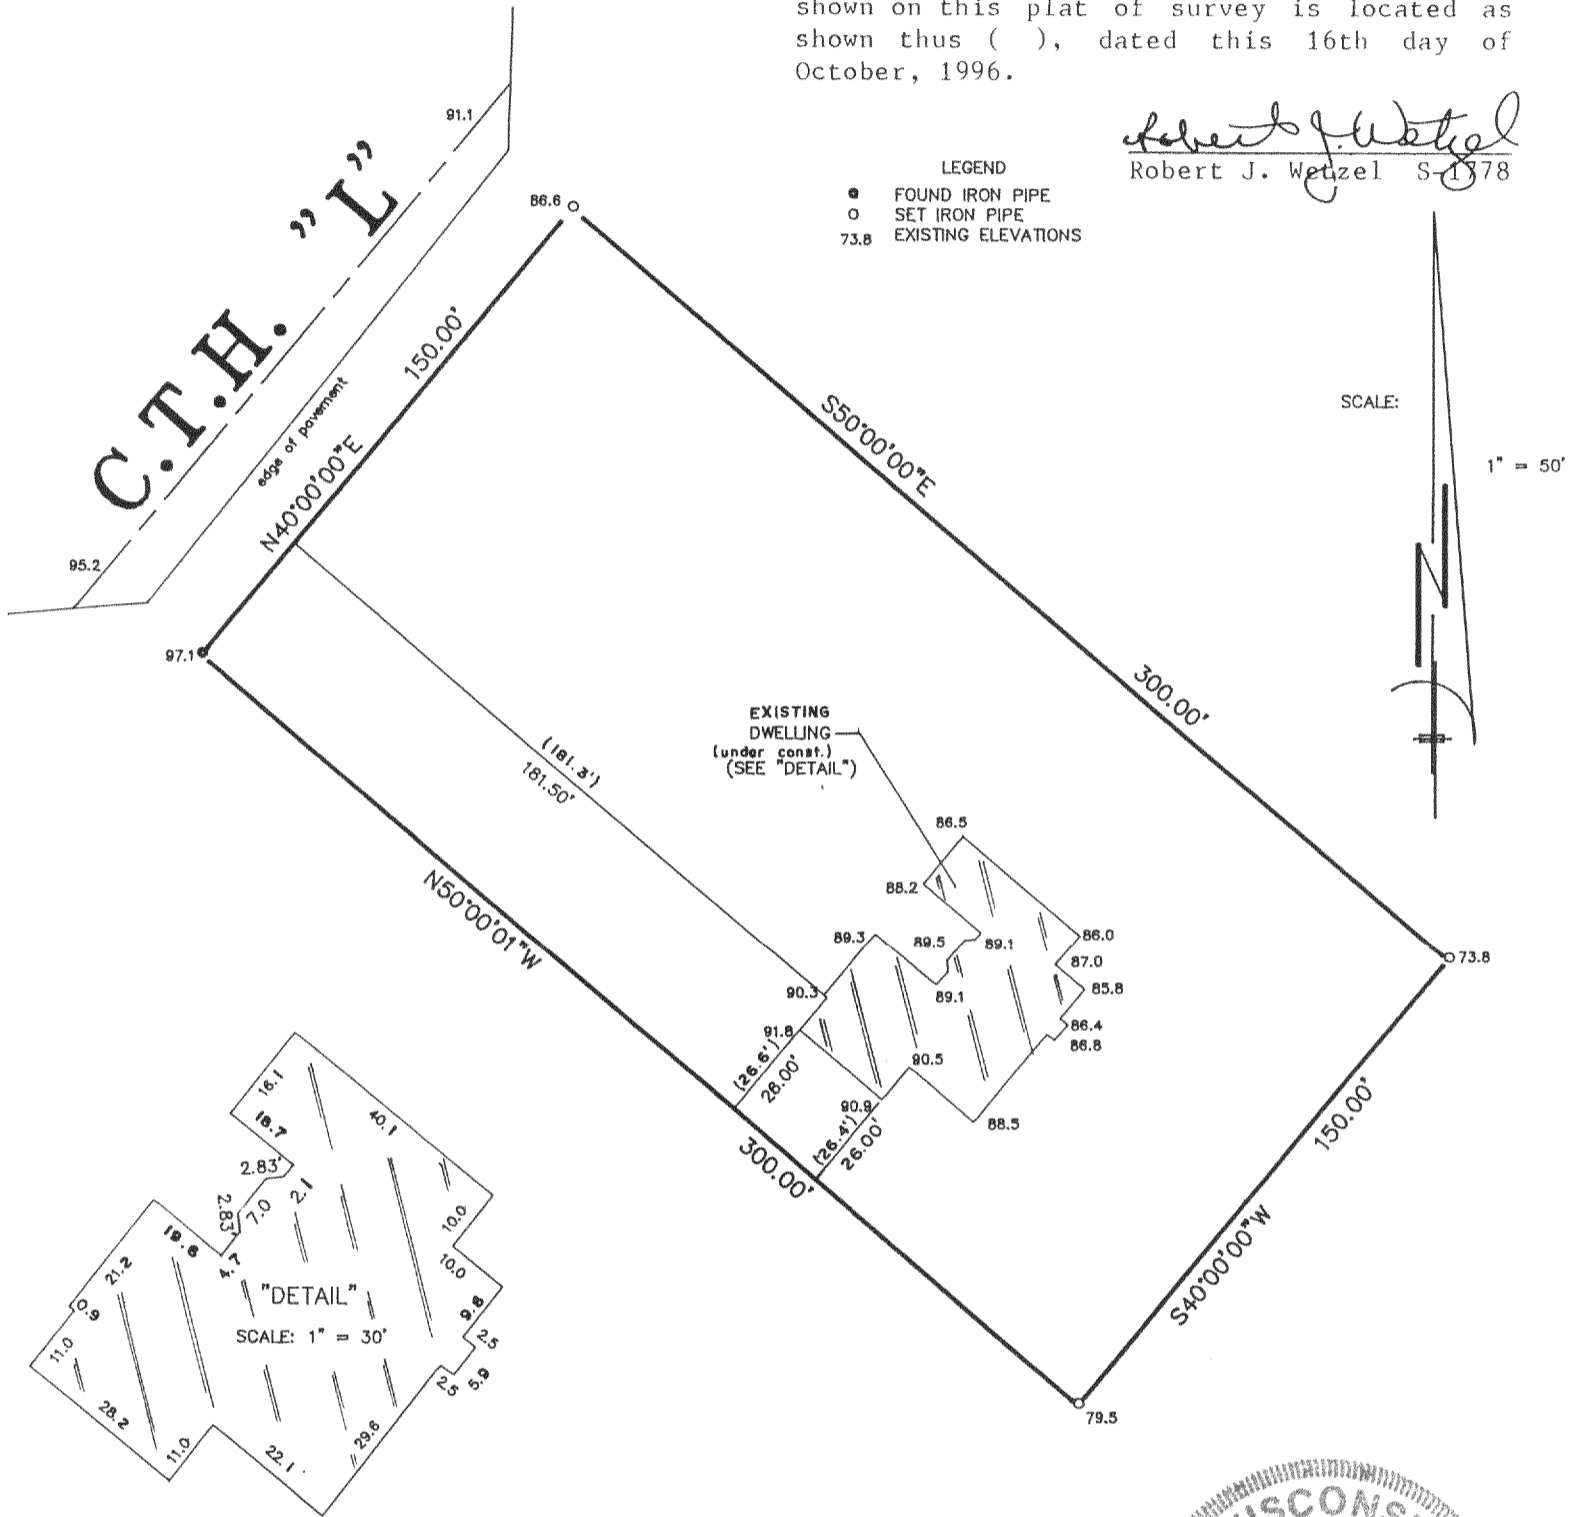 shown on this plat of survey is located as
shown thus ( ), dated this 16th day of
October, 1996.
Robert J. Wetzel
Robert J. Wetzel S-1778
LEGEND
● FOUND IRON PIPE
○ SET IRON PIPE
73.8 EXISTING ELEVATIONS
SCALE:
1" = 50'
N
C.T.H. "L"
91.1
95.2
edge of pavement
86.6
97.1
150.00'
N40°00'00"E
S50°00'00"E
300.00'
(181.3')
181.50'
N50°00'01"W
300.00'
EXISTING
DWELLING
(under const.)
(SEE "DETAIL")
86.5
88.2
89.3
89.5
89.1
86.0
87.0
85.8
86.4
86.8
89.1
90.3
91.8
90.5
90.9
88.5
(26.6')
26.00'
(26.4')
26.00'
73.8
150.00'
S40°00'00"W
79.5
16.1
18.7
40.1
2.83'
2.83'
7.0
2.1
19.6
4.7
21.2
0.9
11.0
28.2
11.0
22.1
29.6
10.0
10.0
9.8
2.5
5.9
2.5
"DETAIL"
SCALE: 1" = 30'